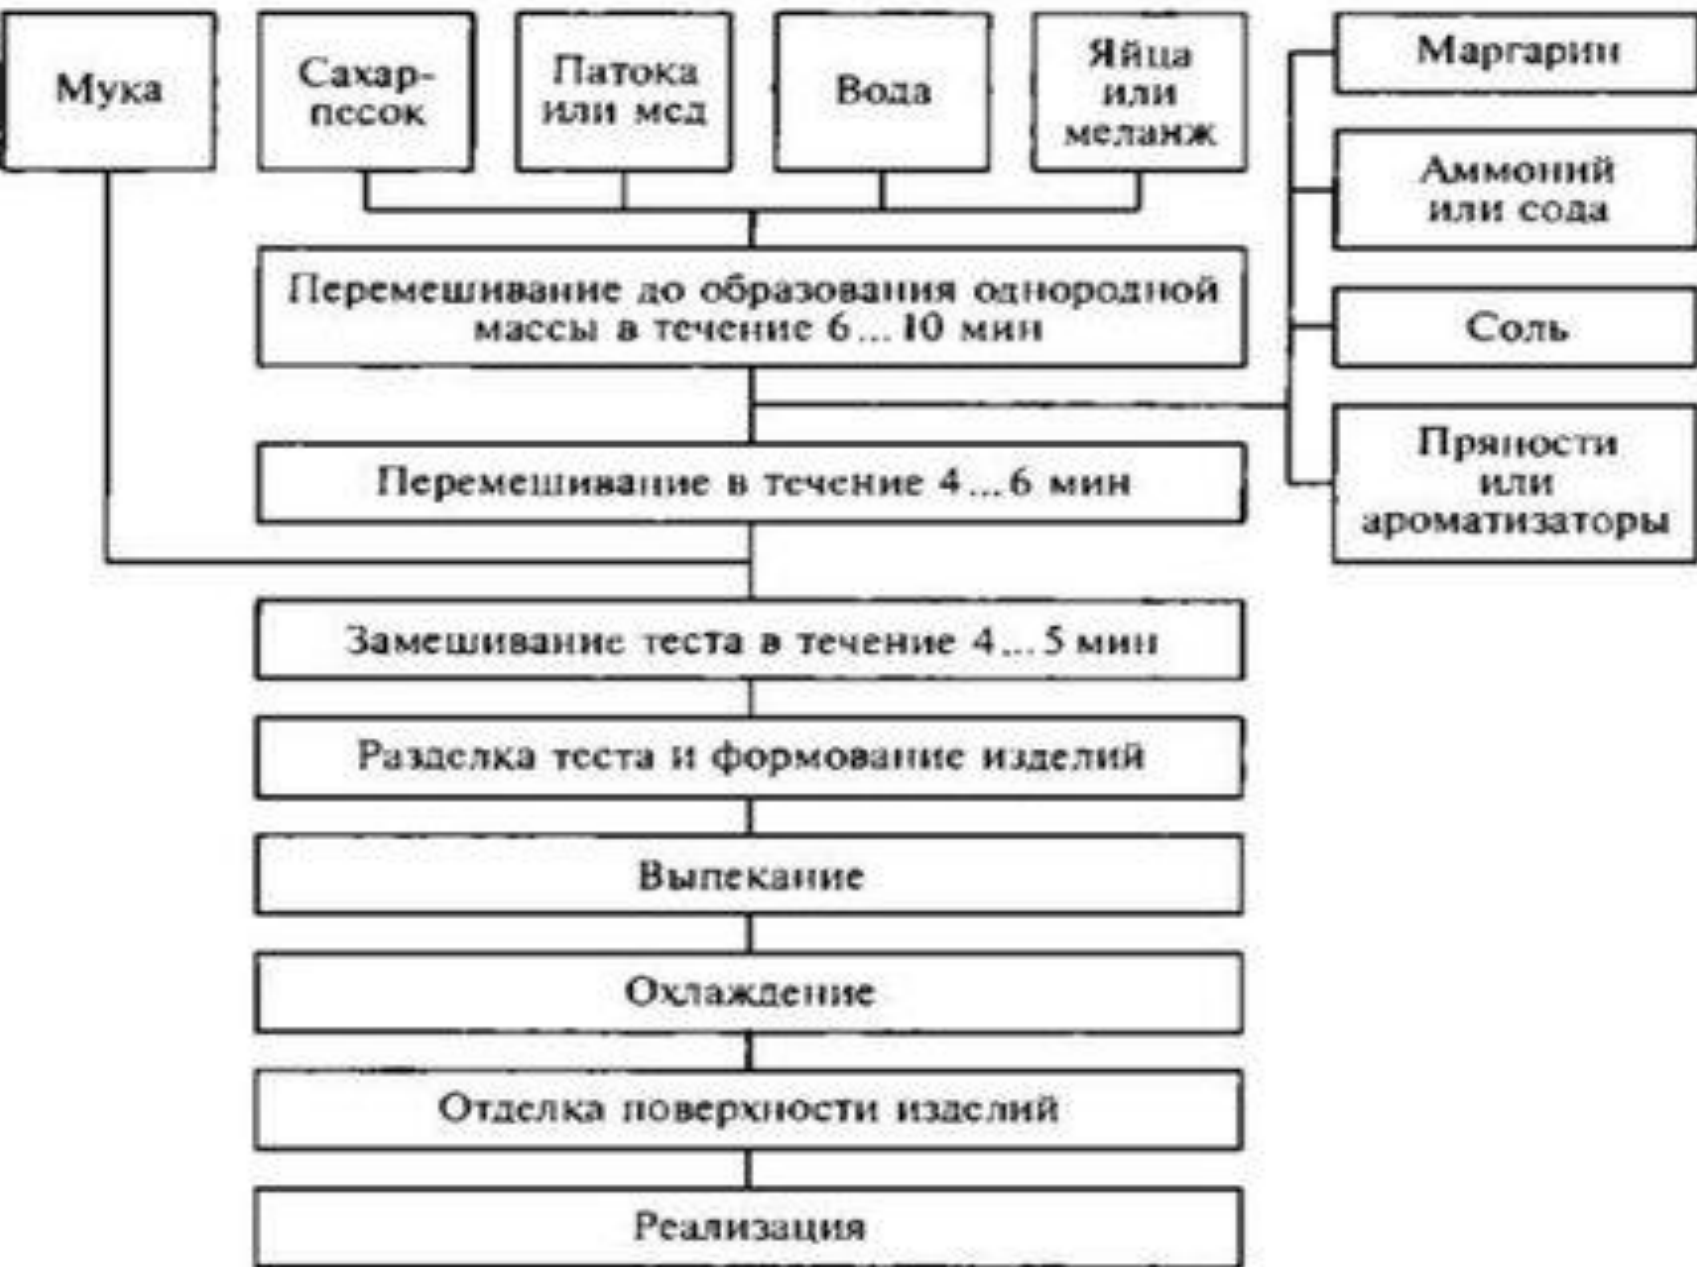 Мука
Сахар-
песок
Патока
или мед
Вода
Яйца
или
меланж
Маргарин
Аммоний
или сода
Соль
Пряности
или
ароматизаторы
Перемешивание до образования однородной
массы в течение 6...10 мин
Перемешивание в течение 4...6 мин
Замешивание теста в течение 4...5 мин
Разделка теста и формование изделий
Выпекание
Охлаждение
Отделка поверхности изделий
Реализация